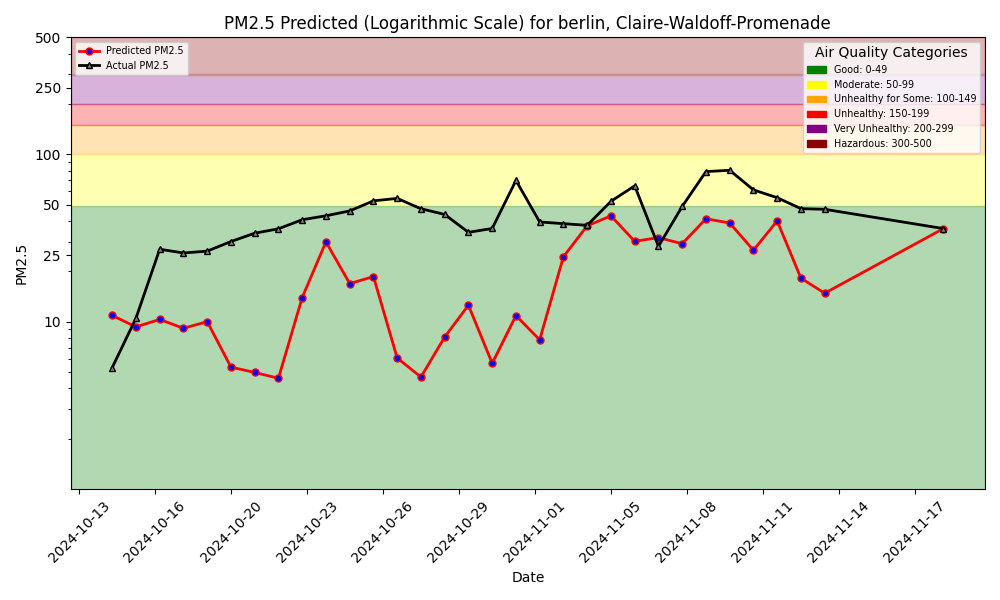 PM2.5 Predicted (Logarithmic Scale) for berlin, Claire-Waldoff-Promenade
Predicted PM2.5
Actual PM2.5
Air Quality Categories
Good: 0-49
Moderate: 50-99
Unhealthy for Some: 100-149
Unhealthy: 150-199
Very Unhealthy: 200-299
Hazardous: 300-500
PM2.5
500
250
100
50
25
10
2024-10-13
2024-10-16
2024-10-20
2024-10-23
2024-10-26
2024-10-29
2024-11-01
2024-11-05
2024-11-08
2024-11-11
2024-11-14
2024-11-17
Date